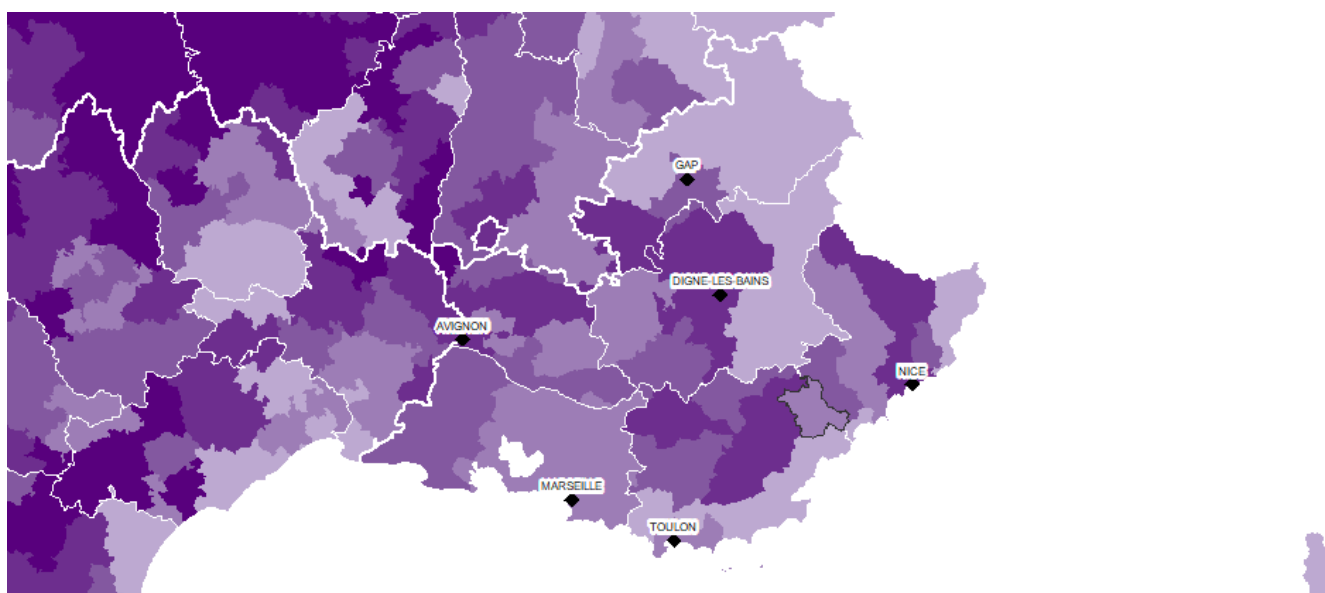 GAP
DIGNE-LES-BAINS
AVIGNON
NICE
MARSEILLE
TOULON